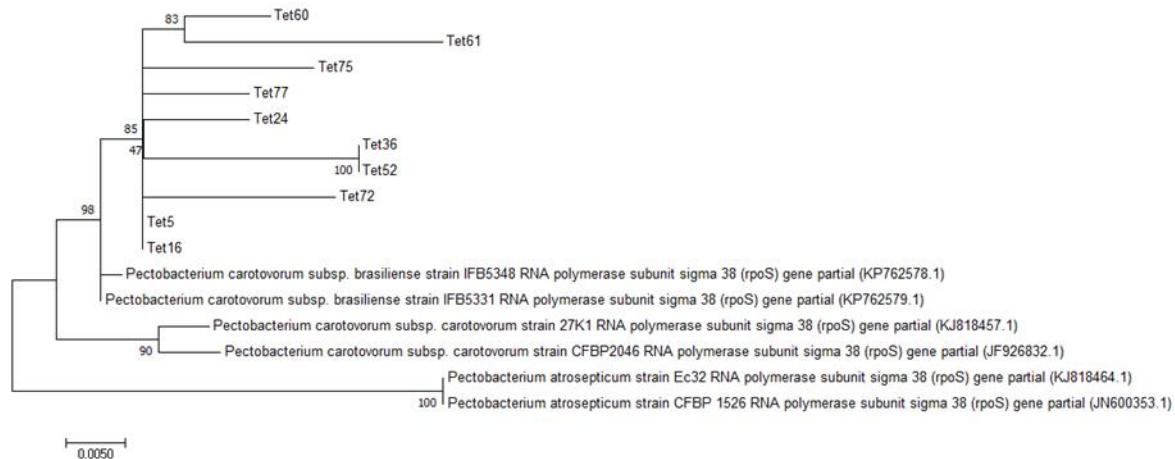 83
Tet60
Tet61
Tet75
Tet77
Tet24
85
47
Tet36
100
Tet52
Tet72
98
Tet5
Tet16
Pectobacterium carotovorum subsp. brasiliense strain IFB5348 RNA polymerase subunit sigma 38 (rpoS) gene partial (KP762578.1)
Pectobacterium carotovorum subsp. brasiliense strain IFB5331 RNA polymerase subunit sigma 38 (rpoS) gene partial (KP762579.1)
Pectobacterium carotovorum subsp. carotovorum strain 27K1 RNA polymerase subunit sigma 38 (rpoS) gene partial (KJ818457.1)
90
Pectobacterium carotovorum subsp. carotovorum strain CFBP2046 RNA polymerase subunit sigma 38 (rpoS) gene partial (JF926832.1)
Pectobacterium atrosepticum strain Ec32 RNA polymerase subunit sigma 38 (rpoS) gene partial (KJ818464.1)
100
Pectobacterium atrosepticum strain CFBP 1526 RNA polymerase subunit sigma 38 (rpoS) gene partial (JN600353.1)
0.0050